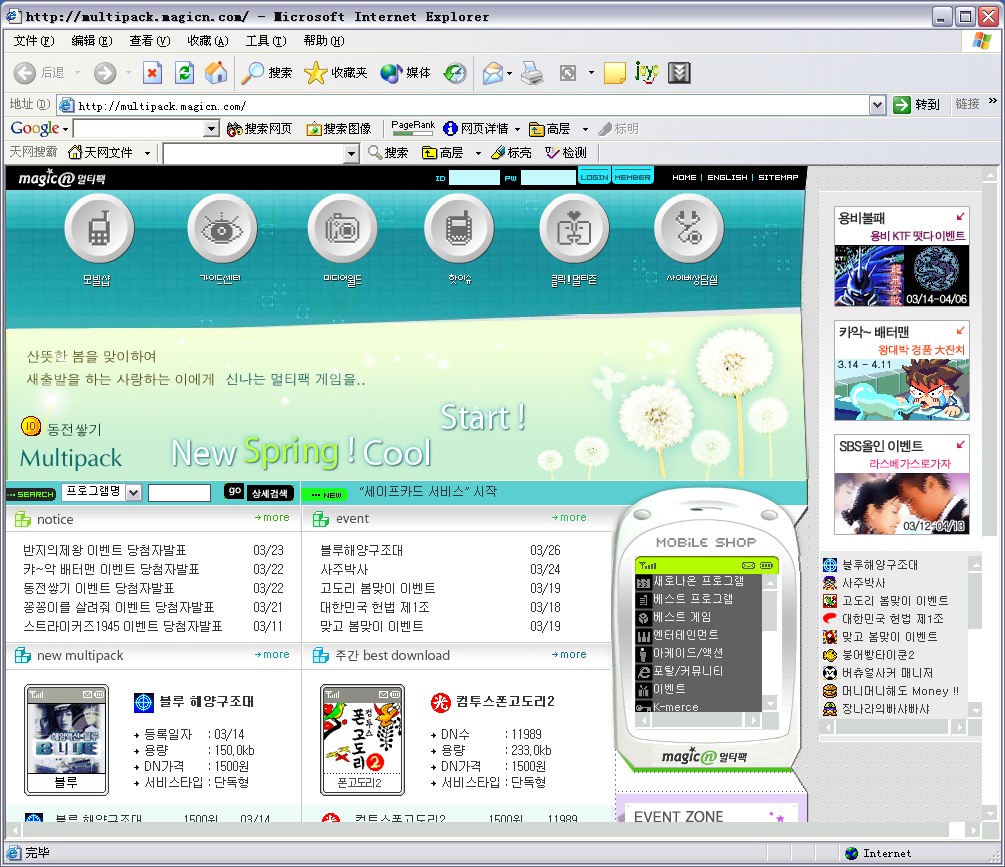 http://multipack.magicn.com/ - Microsoft Internet Explorer
文件(F) 编辑(E) 查看(V) 收藏(A) 工具(T) 帮助(H)
后退 搜索 收藏夹 媒体
地址(D) http://multipack.magicn.com/ 转到 链接 »
Google 搜索网页 搜索图像 PageRank 网页详情 高层 标明
天网搜霸 天网文件 搜索 高层 标亮 检测
magic@n 멀티팩 ID PW LOGIN MEMBER HOME | ENGLISH | SITEMAP
모빌샵 가이드센터 미디어월드 핫이슈 클릭!멀티존 사이버상담실
산뜻한 봄을 맞이하여
새출발을 하는 사랑하는 이에게 신나는 멀티팩 게임을..
10 동전쌓기
Multipack
Start !
New Spring ! Cool
SEARCH 프로그램명 go 상세검색 NEW "세이프카드 서비스" 시작
notice →more
반지의제왕 이벤트 당첨자발표 03/23
캬~악 배터맨 이벤트 당첨자발표 03/22
동전쌓기 이벤트 당첨자발표 03/22
꽁꽁이를 살려줘 이벤트 당첨자발표 03/21
스트라이커즈1945 이벤트 당첨자발표 03/11
event →more
블루해양구조대 03/26
사주박사 03/24
고도리 봄맞이 이벤트 03/19
대한민국 헌법 제1조 03/18
맞고 봄맞이 이벤트 03/19
new multipack →more
BLUE
블루
블루 해양구조대
등록일자 : 03/14
용량 : 150,0kb
DN가격 : 1500원
서비스타입 : 단독형
블루 해양구조대 1500원 03/14
주간 best download →more
컴투스
폰고도리
2
폰고도리2
光 컴투스폰고도리2
DN수 : 11989
용량 : 233,0kb
DN가격 : 1500원
서비스타입 : 단독형
컴투스폰고도리2 1500원 11989
MOBILE SHOP
새로나온 프로그램
베스트 프로그램
베스트 게임
엔터테인먼트
아케이드/액션
포탈/커뮤니티
이벤트
K-merce
magic@n 멀티팩
EVENT ZONE
용비불패
용비 KTF 떳다 이벤트
龍飛不敗
03/14-04/06
카악~ 배터맨
왕대박 경품 大잔치
3.14 - 4.11
SBS올인 이벤트
라스베가스로가자
03/12-04/13
블루해양구조대
사주박사
고도리 봄맞이 이벤트
대한민국 헌법 제1조
맞고 봄맞이 이벤트
붕어빵타이쿤2
버츄얼사커 매니저
머니머니해도 Money !!
장나라의빠샤빠샤
完毕 Internet